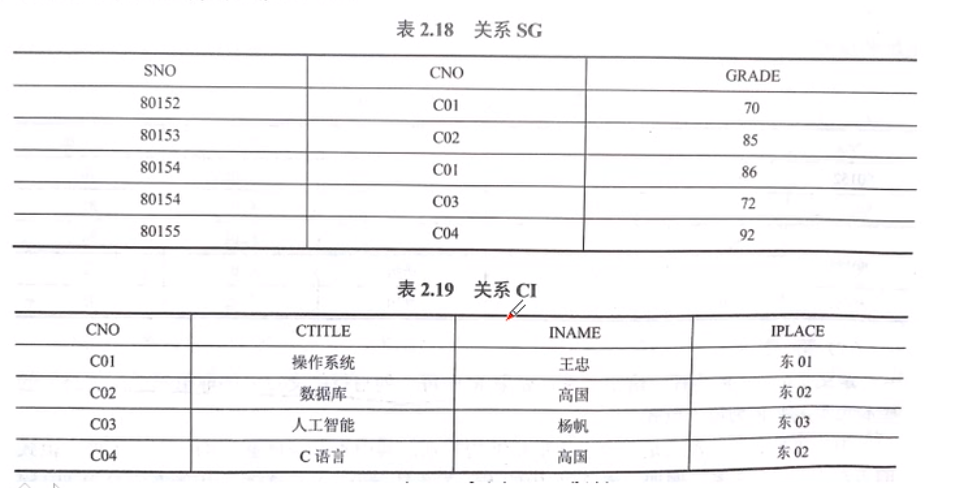 表 2.18 关系 SG
SNO CNO GRADE
80152 C01 70
80153 C02 85
80154 C01 86
80154 C03 72
80155 C04 92
表 2.19 关系 CI
CNO CTITLE INAME IPLACE
C01 操作系统 王忠 东 01
C02 数据库 高国 东 02
C03 人工智能 杨帆 东 03
C04 C 语言 高国 东 02